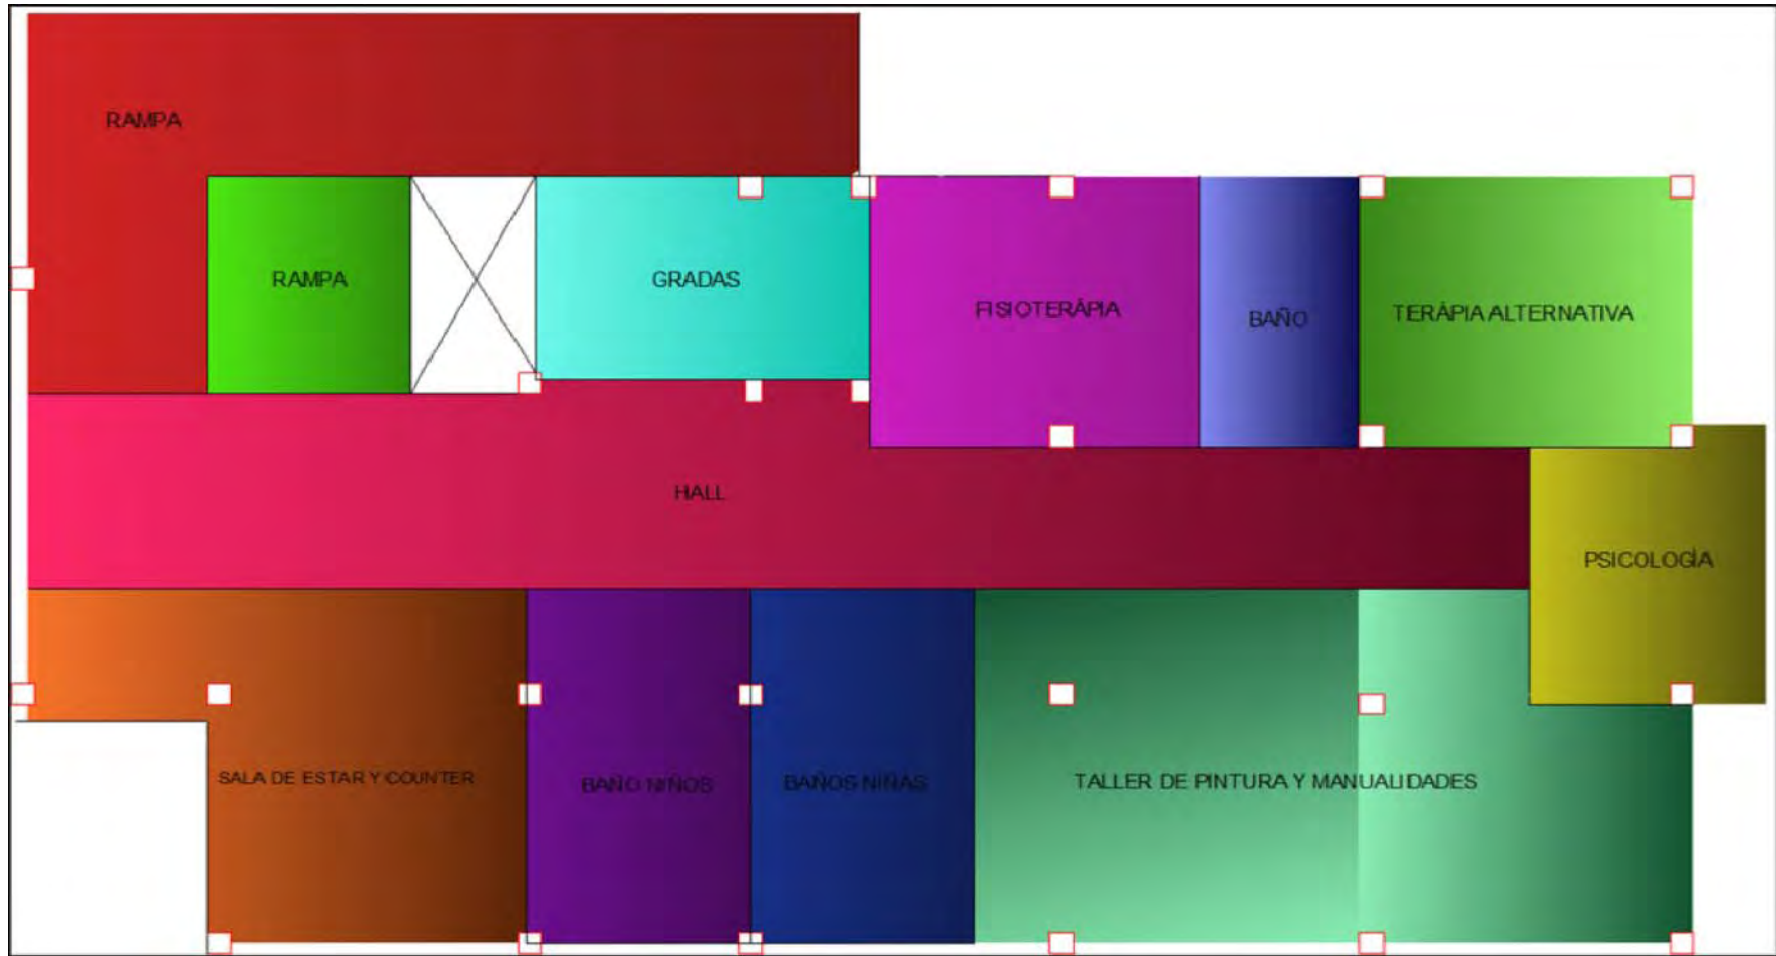 RAMPA
RAMPA
GRADAS
FISIOTERÁPIA
BAÑO
TERÁPIA ALTERNATIVA
HALL
PSICOLOGÍA
SALA DE ESTAR Y COUNTER
BAÑO NIÑOS
BAÑOS NIÑAS
TALLER DE PINTURA Y MANUALIDADES